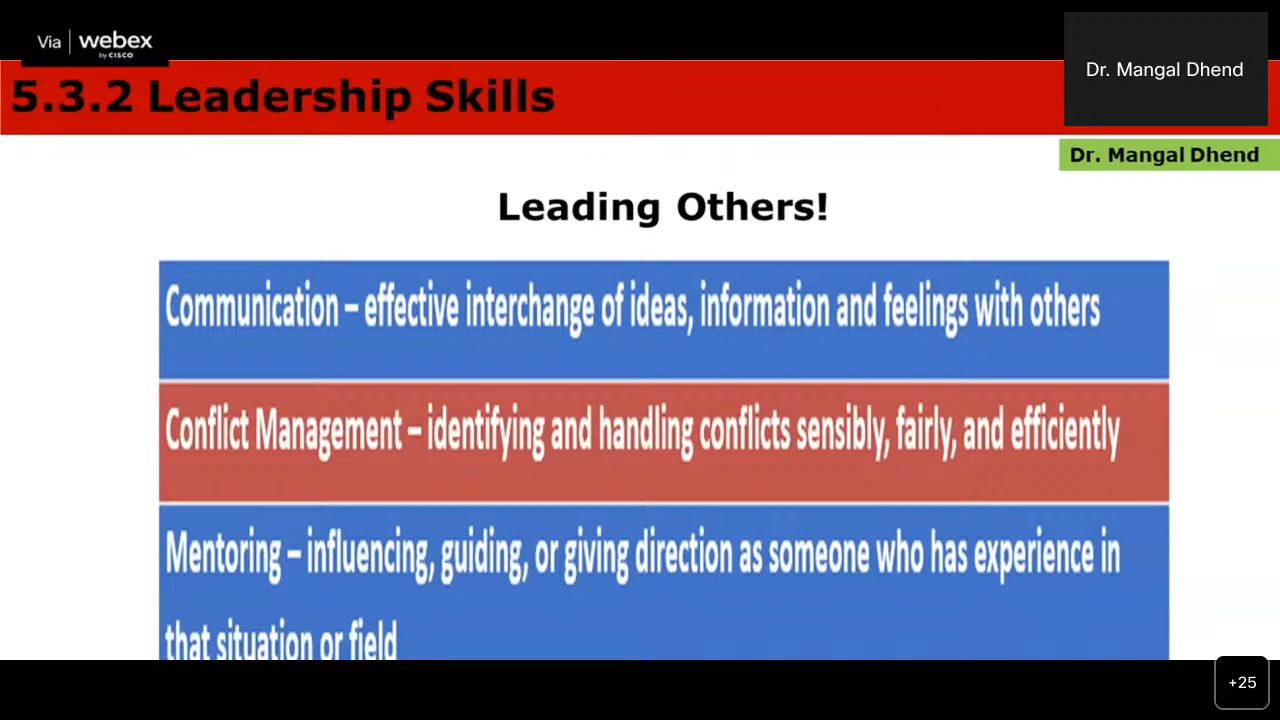 Via webex
by CISCO
Dr. Mangal Dhend
5.3.2 Leadership Skills
Dr. Mangal Dhend
Leading Others!
Communication – effective interchange of ideas, information and feelings with others
Conflict Management – identifying and handling conflicts sensibly, fairly, and efficiently
Mentoring – influencing, guiding, or giving direction as someone who has experience in
that situation or field
+25